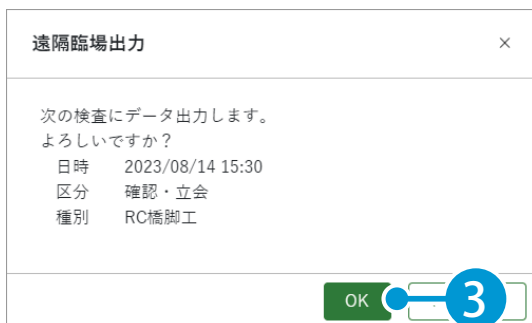 遠隔臨場出力
×
次の検査にデータ出力します。
よろしいですか？
日時 2023/08/14 15:30
区分 確認・立会
種別 RC橋脚工
OK
3